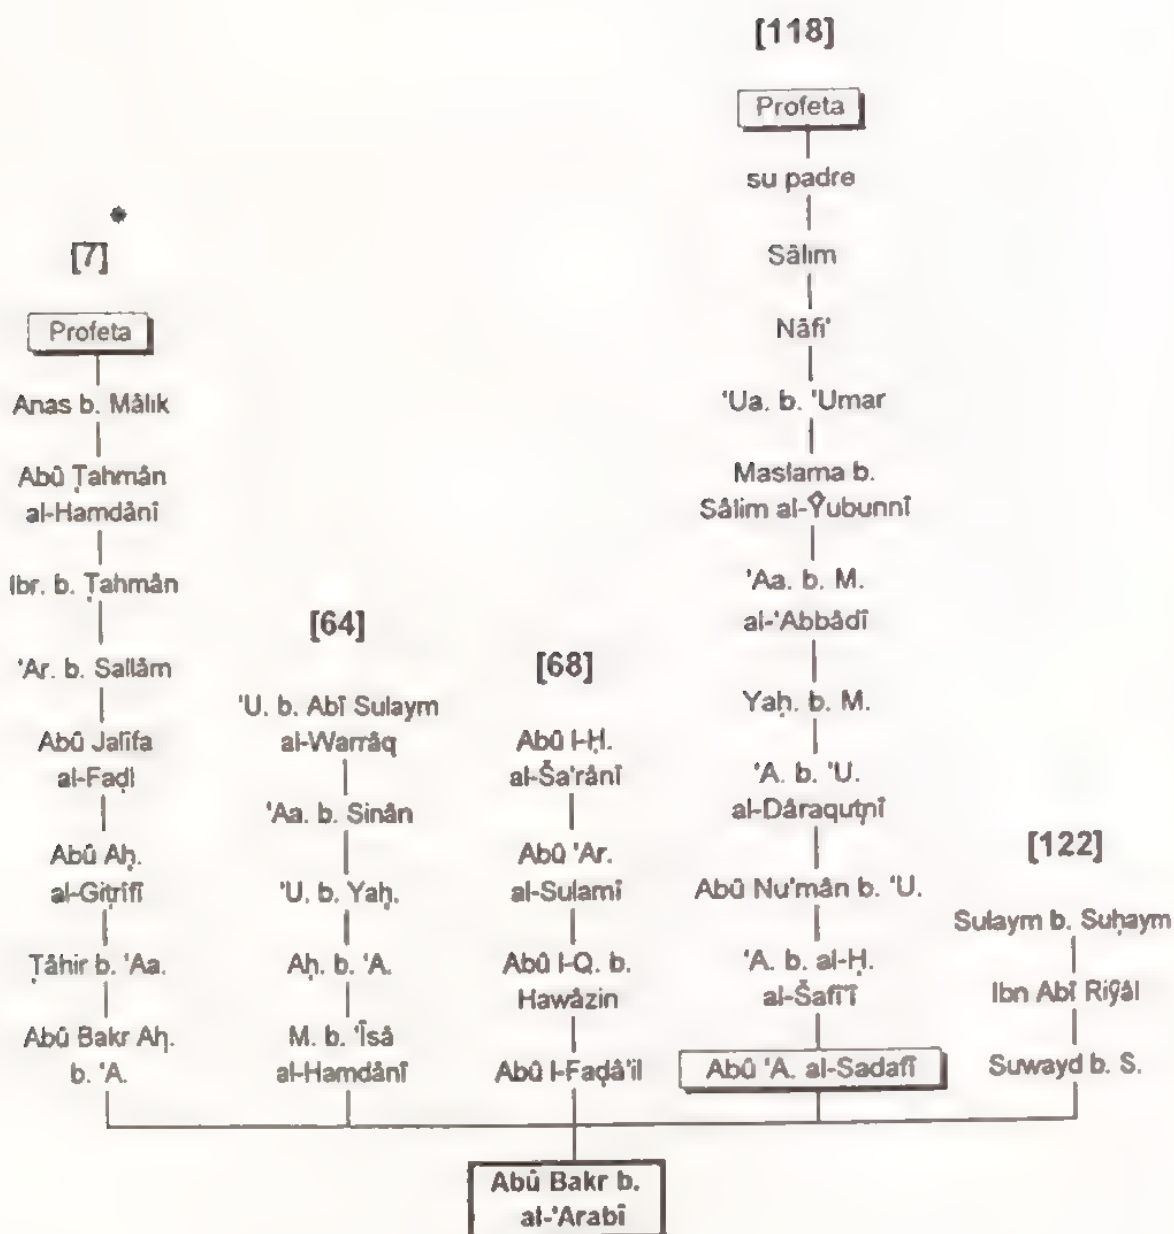 [118]
Profeta
su padre
Sâlim
Nâfi'
'Ua. b. 'Umar
Maslama b.
Sâlim al-Ŷubunnî
'Aa. b. M.
al-'Abbâdî
Yaḥ. b. M.
'A. b. 'U.
al-Dâraquṭnî
Abû Nu'mân b. 'U.
'A. b. al-Ḥ.
al-Šafi'î
Abû 'A. al-Sadafî
*
[7]
Profeta
Anas b. Mâlik
Abû Ṭahmân
al-Hamdânî
Ibr. b. Ṭahmân
'Ar. b. Sallâm
Abû Jalîfa
al-Faḍl
Abû Aḥ.
al-Giṭrîfî
Ṭâhir b. 'Aa.
Abû Bakr Aḥ.
b. 'A.
[64]
'U. b. Abî Sulaym
al-Warrâq
'Aa. b. Sinân
'U. b. Yaḥ.
Aḥ. b. 'A.
M. b. 'Îsâ
al-Hamdânî
[68]
Abû l-Ḥ.
al-Ša'rânî
Abû 'Ar.
al-Sulamî
Abû l-Q. b.
Hawâzin
Abû l-Faḍâ'il
[122]
Sulaym b. Suḥaym
Ibn Abî Riŷâl
Suwayd b. S.
Abû Bakr b.
al-'Arabî